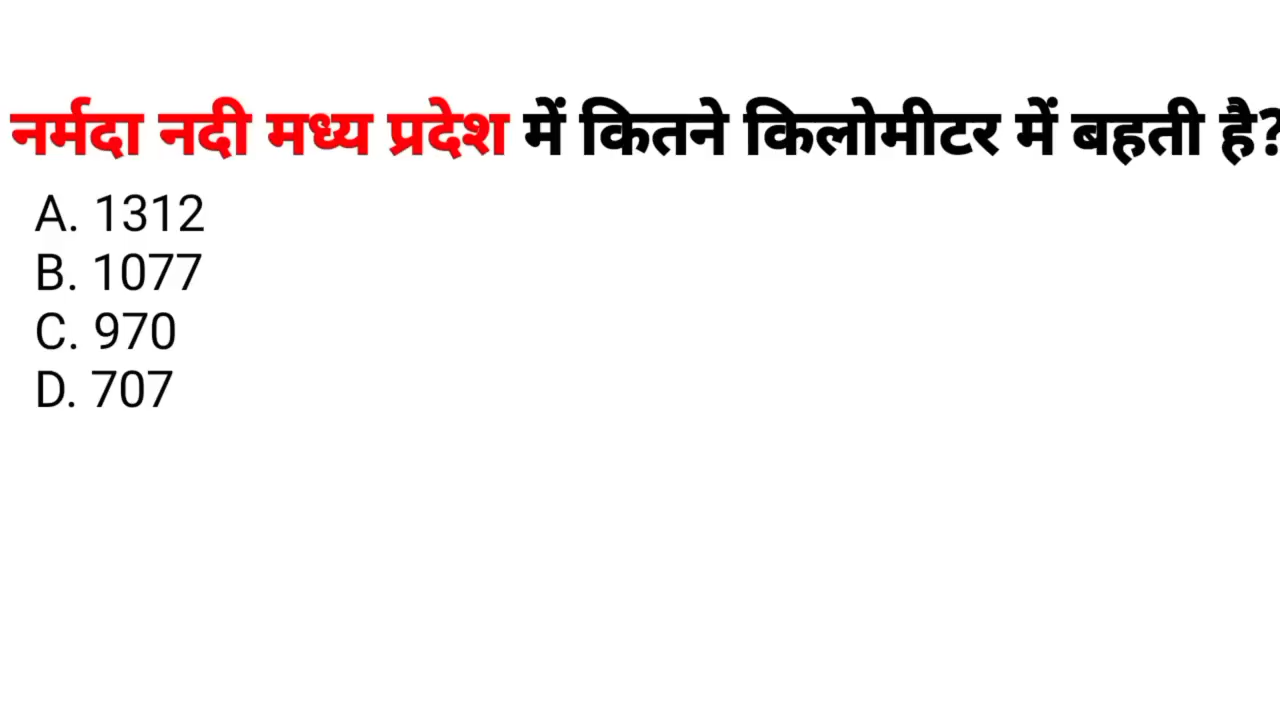 नर्मदा नदी मध्य प्रदेश में कितने किलोमीटर में बहती है?
A. 1312
B. 1077
C. 970
D. 707